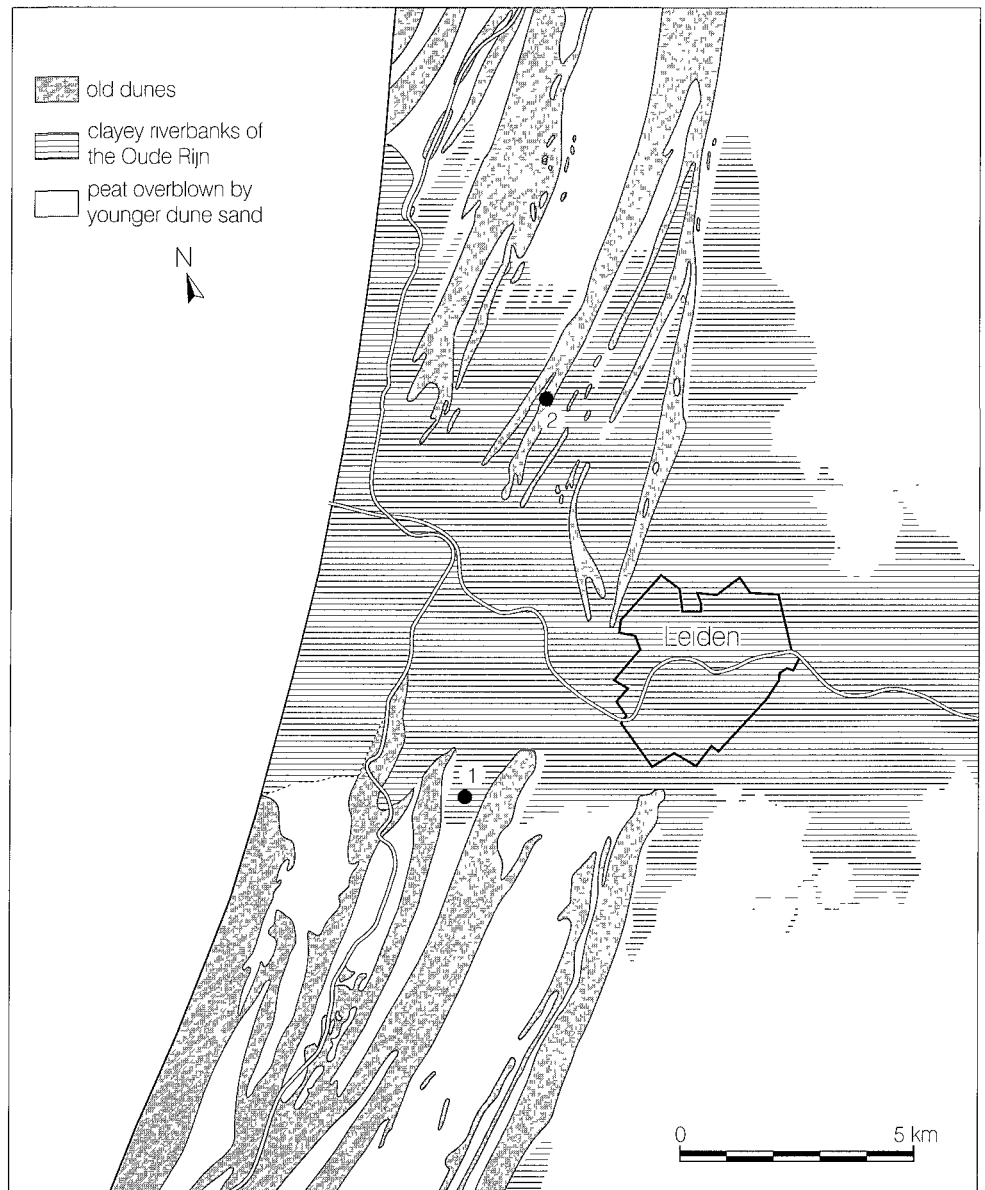 old dunes
clayey riverbanks of
the Oude Rijn
peat overblown by
younger dune sand
N
2
Leiden
1
0 5 km